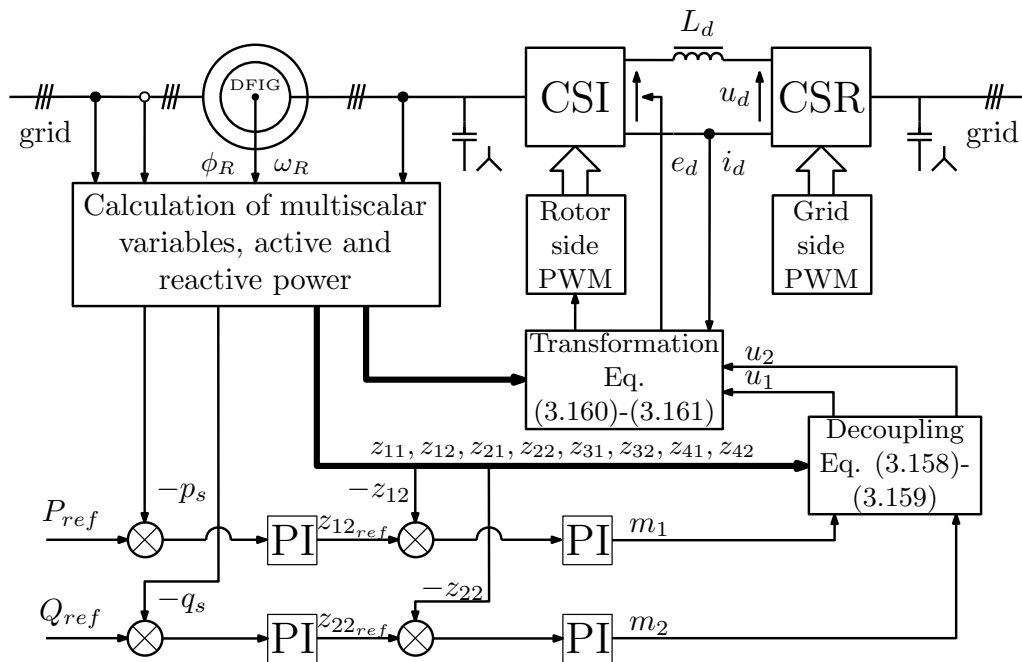 L_d
DFIG
CSI
u_d
CSR
grid
grid
ϕ_R
ω_R
e_d
i_d
Calculation of multiscalar
variables, active and
reactive power
Rotor
side
PWM
Grid
side
PWM
Transformation
Eq.
(3.160)-(3.161)
u_2
u_1
z_11, z_12, z_21, z_22, z_31, z_32, z_41, z_42
Decoupling
Eq. (3.158)-
(3.159)
−p_s
−z_12
P_ref
PI
z_12_ref
PI
m_1
−q_s
−z_22
Q_ref
PI
z_22_ref
PI
m_2